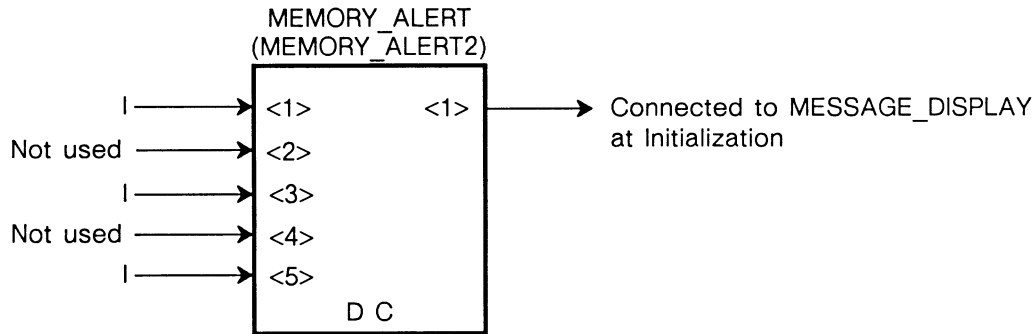 MEMORY_ALERT
(MEMORY_ALERT2)
I <1> <1> Connected to MESSAGE_DISPLAY
at Initialization
Not used <2>
I <3>
Not used <4>
I <5>
D C